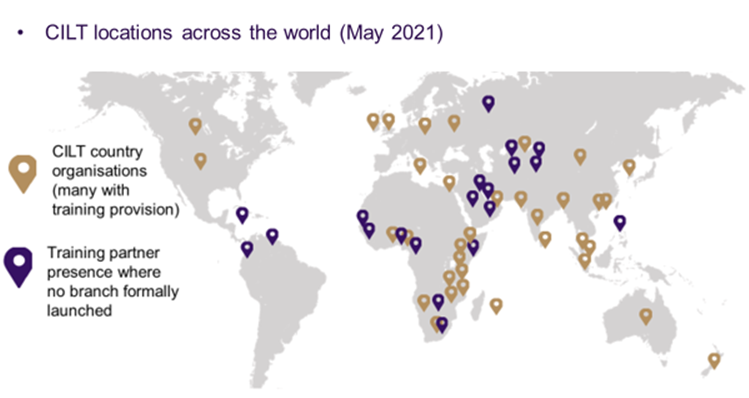 • CILT locations across the world (May 2021)
CILT country
organisations
(many with
training provision)
Training partner
presence where
no branch formally
launched